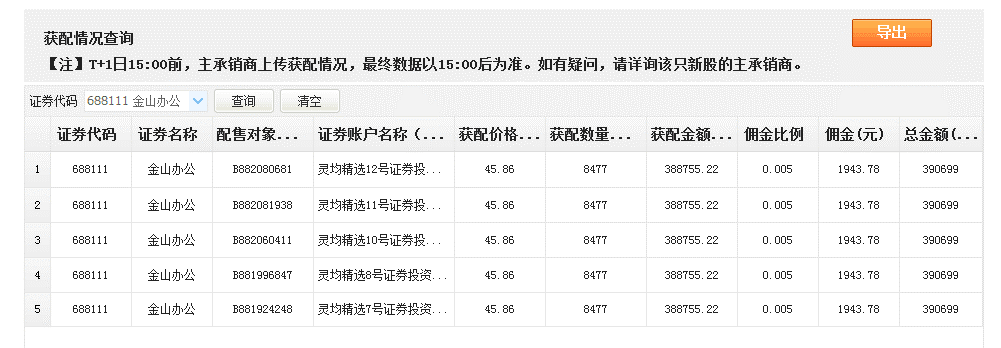 获配情况查询
导出
【注】T+1日15:00前，主承销商上传获配情况，最终数据以15:00后为准。如有疑问，请详询该只新股的主承销商。
证券代码 688111 金山办公 查询 清空
证券代码 证券名称 配售对象... 证券账户名称（... 获配价格... 获配数量... 获配金额... 佣金比例 佣金(元) 总金额(...
1 688111 金山办公 B882080681 灵均精选12号证券投... 45.86 8477 388755.22 0.005 1943.78 390699
2 688111 金山办公 B882081938 灵均精选11号证券投... 45.86 8477 388755.22 0.005 1943.78 390699
3 688111 金山办公 B882060411 灵均精选10号证券投... 45.86 8477 388755.22 0.005 1943.78 390699
4 688111 金山办公 B881996847 灵均精选8号证券投资... 45.86 8477 388755.22 0.005 1943.78 390699
5 688111 金山办公 B881924248 灵均精选7号证券投资... 45.86 8477 388755.22 0.005 1943.78 390699